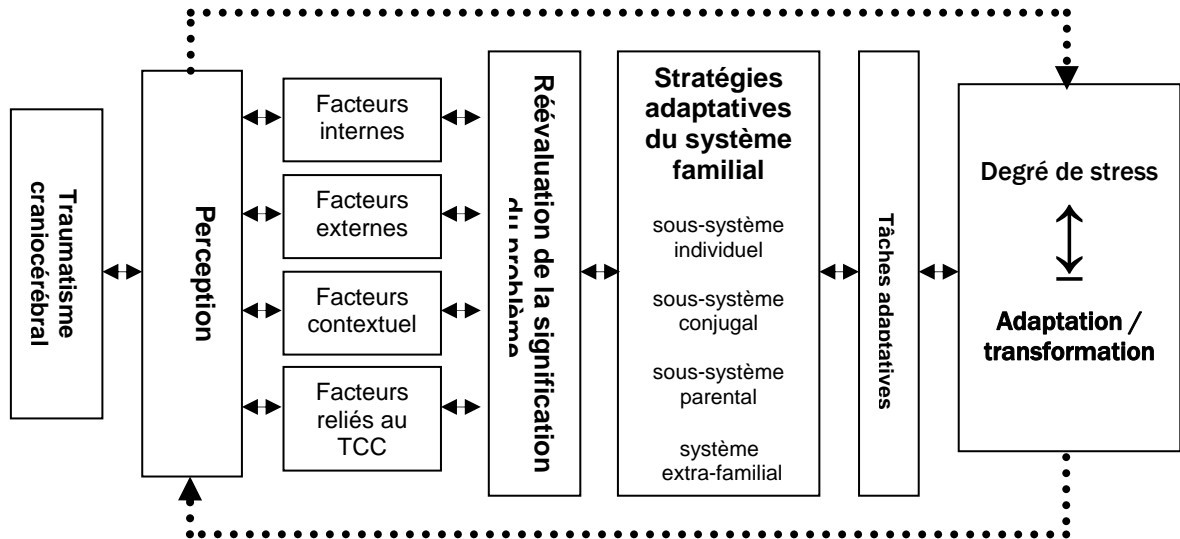 Traumatisme
craniocérébral
Perception
Facteurs
internes
Facteurs
externes
Facteurs
contextuel
Facteurs
reliés au
TCC
Réévaluation de la signification
du problème
Stratégies
adaptatives
du système
familial
sous-système
individuel
sous-système
conjugal
sous-système
parental
système
extra-familial
Tâches adaptatives
Degré de stress
Adaptation /
transformation